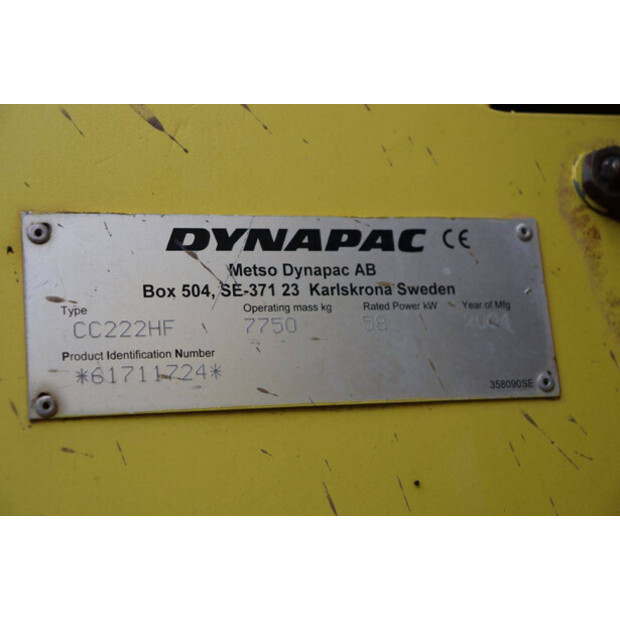 DYNAPAC CE
Metso Dynapac AB
Box 504, SE-371 23 Karlskrona Sweden
Type Operating mass kg Rated Power kW Year of Mfg
CC222HF 7750 58
Product Identification Number
*61711724*
358090SE